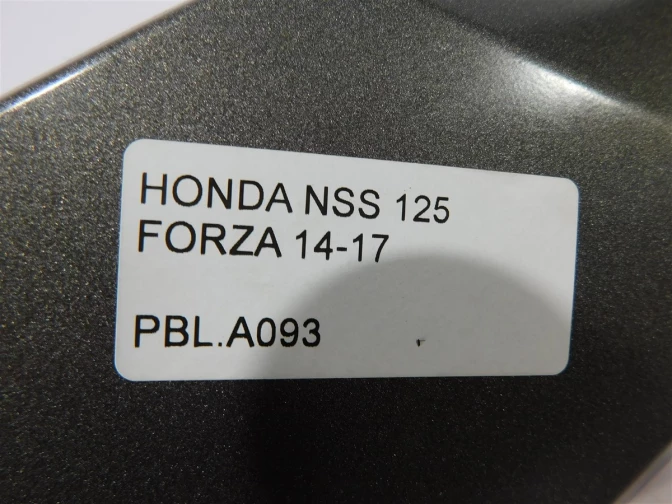 HONDA NSS 125
FORZA 14-17
PBL.A093